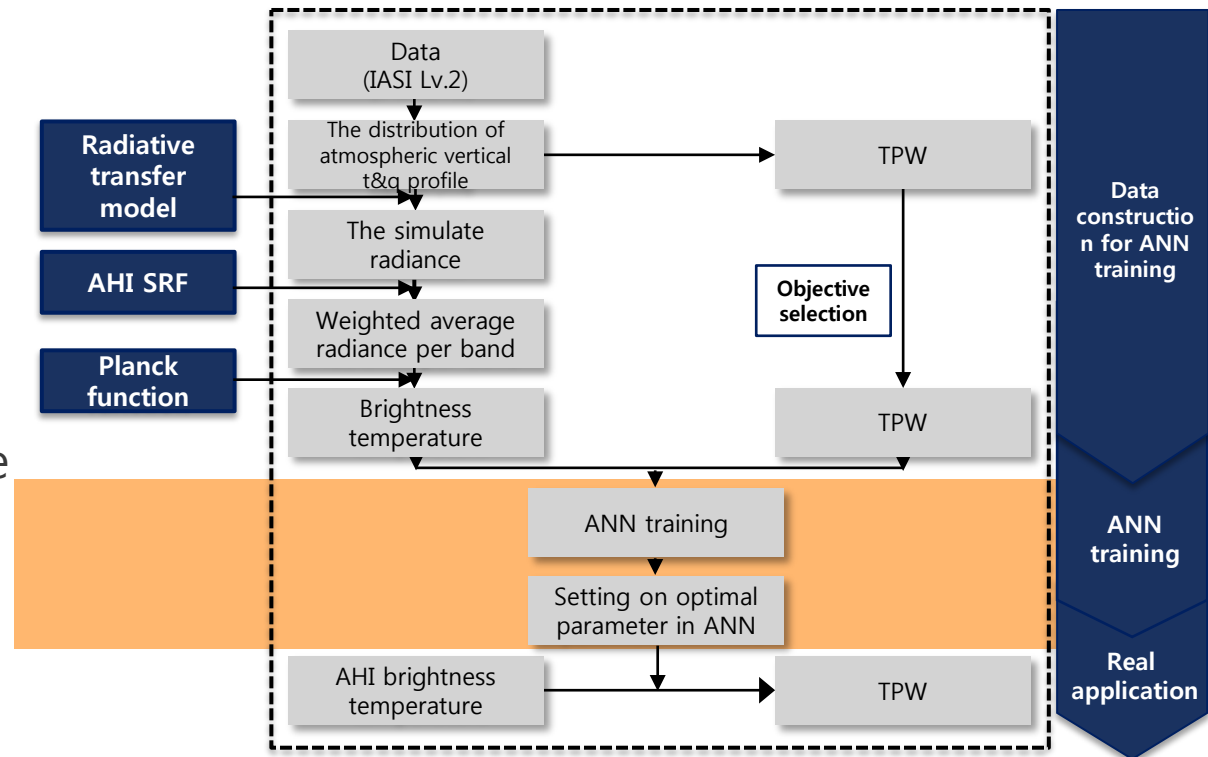 Data
(IASI Lv.2)
The distribution of
atmospheric vertical
t&q profile
TPW
Radiative
transfer
model
The simulate
radiance
AHI SRF
Objective
selection
Weighted average
radiance per band
Planck
function
Brightness
temperature
TPW
Data
constructio
n for ANN
training
e
ANN training
Setting on optimal
parameter in ANN
ANN
training
AHI brightness
temperature
TPW
Real
application